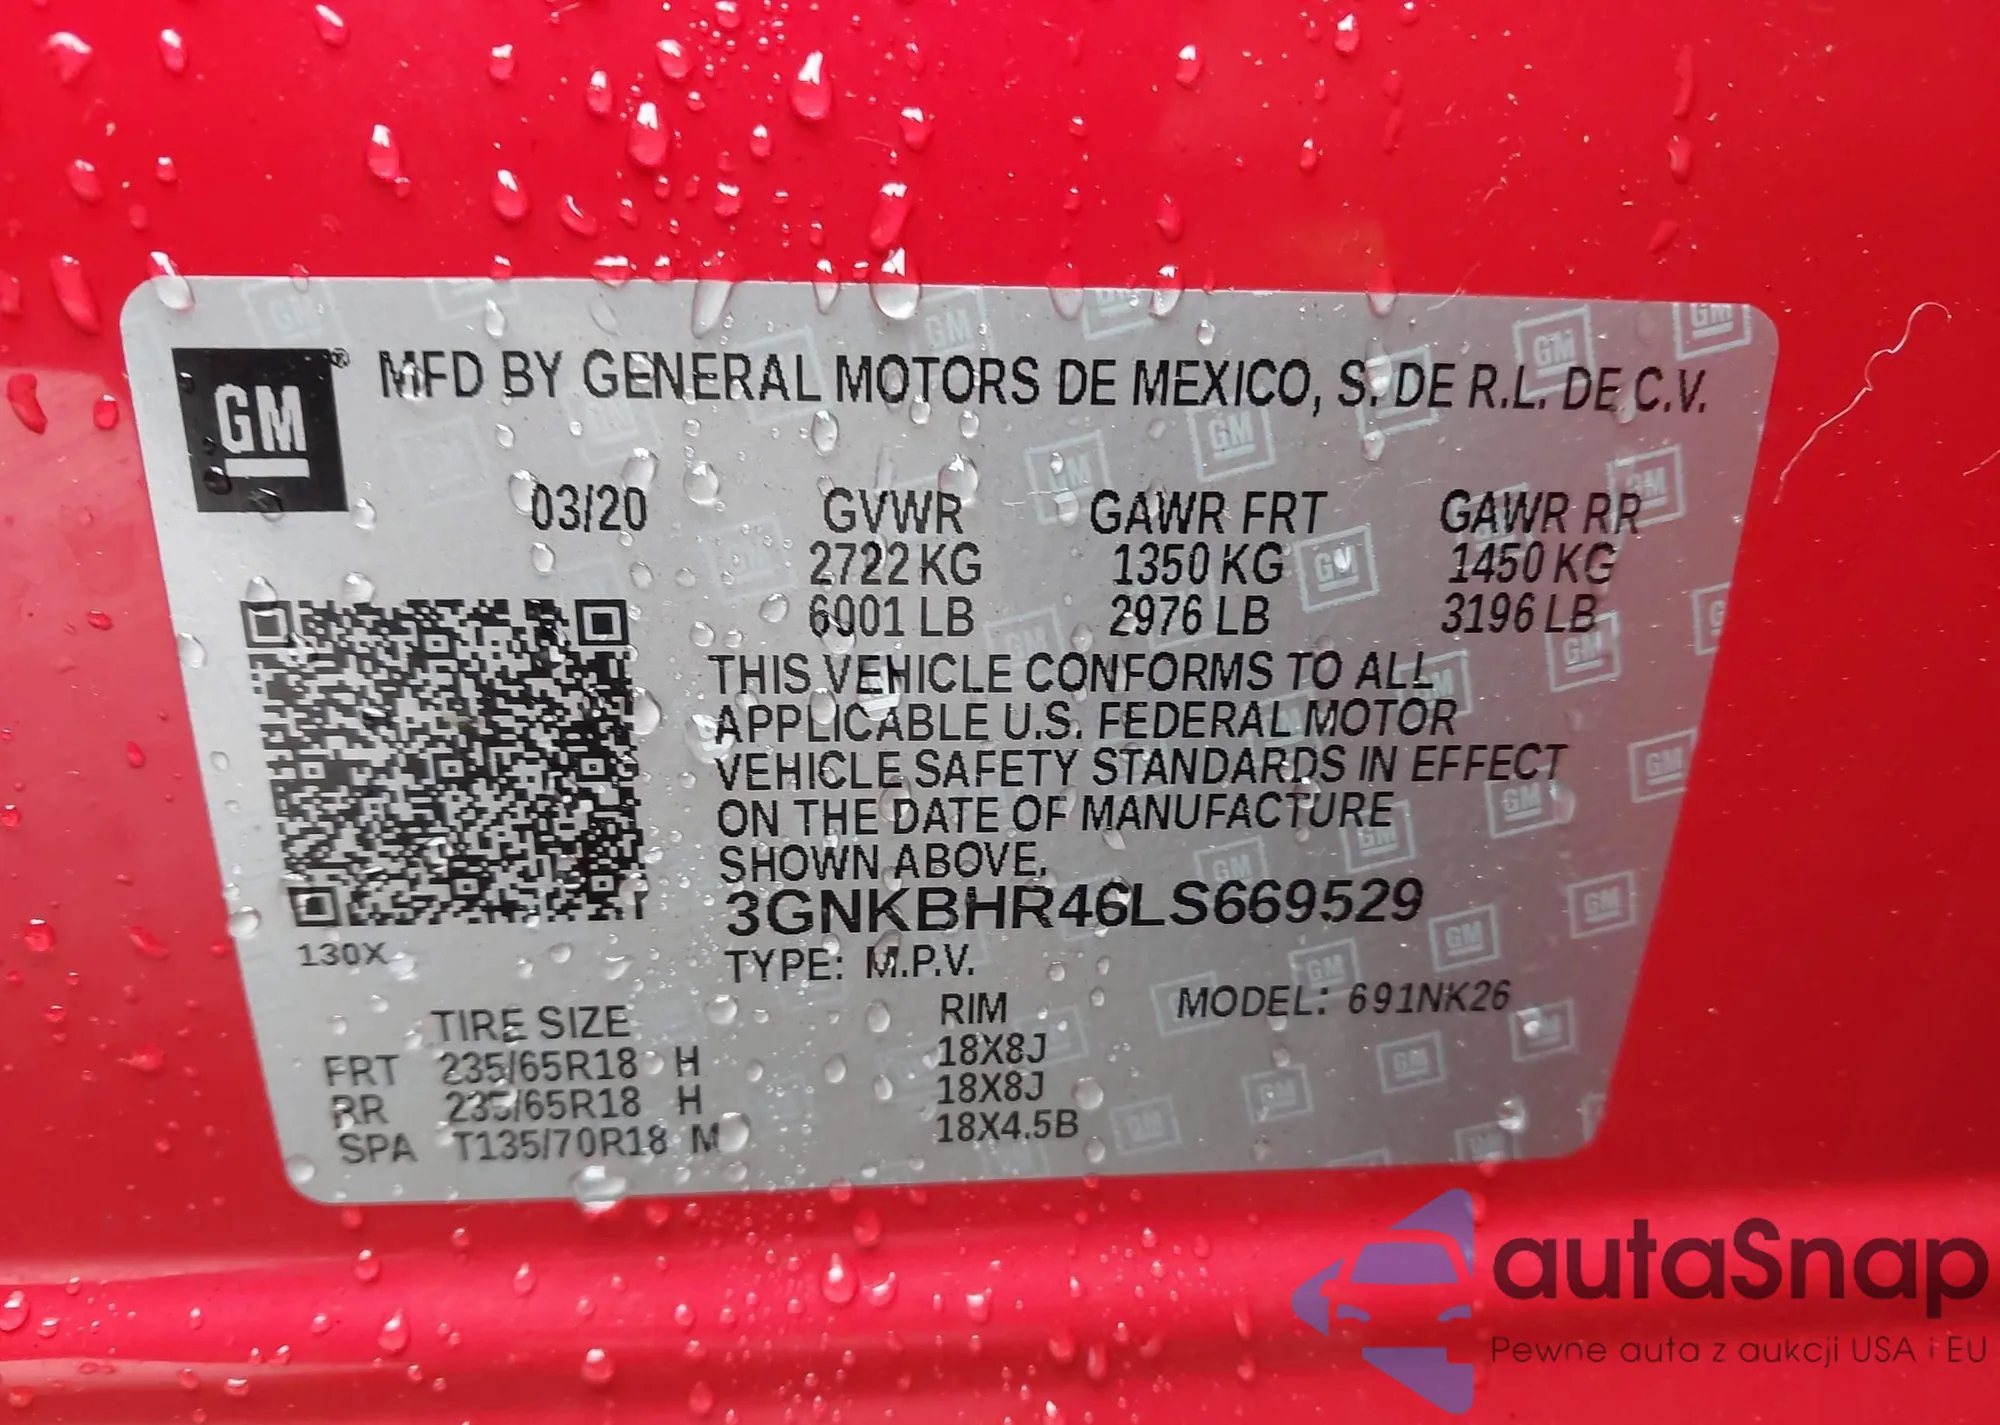 GM ® MFD BY GENERAL MOTORS DE MEXICO, S. DE R.L. DE C.V.
03/20 GVWR GAWR FRT GAWR RR
2722 KG 1350 KG 1450 KG
6001 LB 2976 LB 3196 LB
THIS VEHICLE CONFORMS TO ALL
APPLICABLE U.S. FEDERAL MOTOR
VEHICLE SAFETY STANDARDS IN EFFECT
ON THE DATE OF MANUFACTURE
SHOWN ABOVE.
3GNKBHR46LS669529
130X
TYPE: M.P.V.
TIRE SIZE RIM MODEL: 691NK26
FRT 235/65R18 H 18X8J
RR 235/65R18 H 18X8J
SPA T135/70R18 M 18X4.5B
autaSnap
Pewne auta z aukcji USA i EU